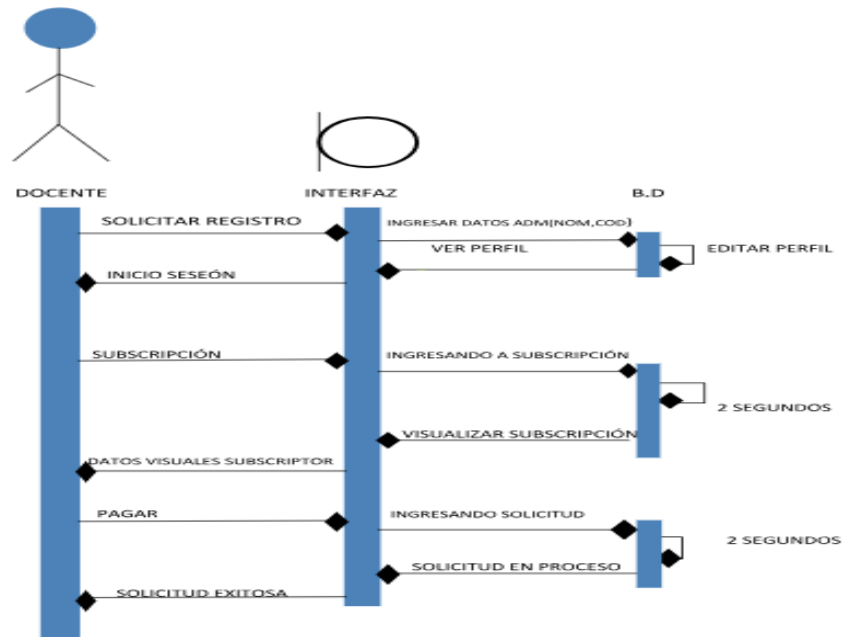 DOCENTE INTERFAZ B.D
SOLICITAR REGISTRO
INGRESAR DATOS ADM(NOM,COD)
VER PERFIL
EDITAR PERFIL
INICIO SESEÓN
SUBSCRIPCIÓN
INGRESANDO A SUBSCRIPCIÓN
2 SEGUNDOS
VISUALIZAR SUBSCRIPCIÓN
DATOS VISUALES SUBSCRIPTOR
PAGAR
INGRESANDO SOLICITUD
2 SEGUNDOS
SOLICITUD EN PROCESO
SOLICITUD EXITOSA